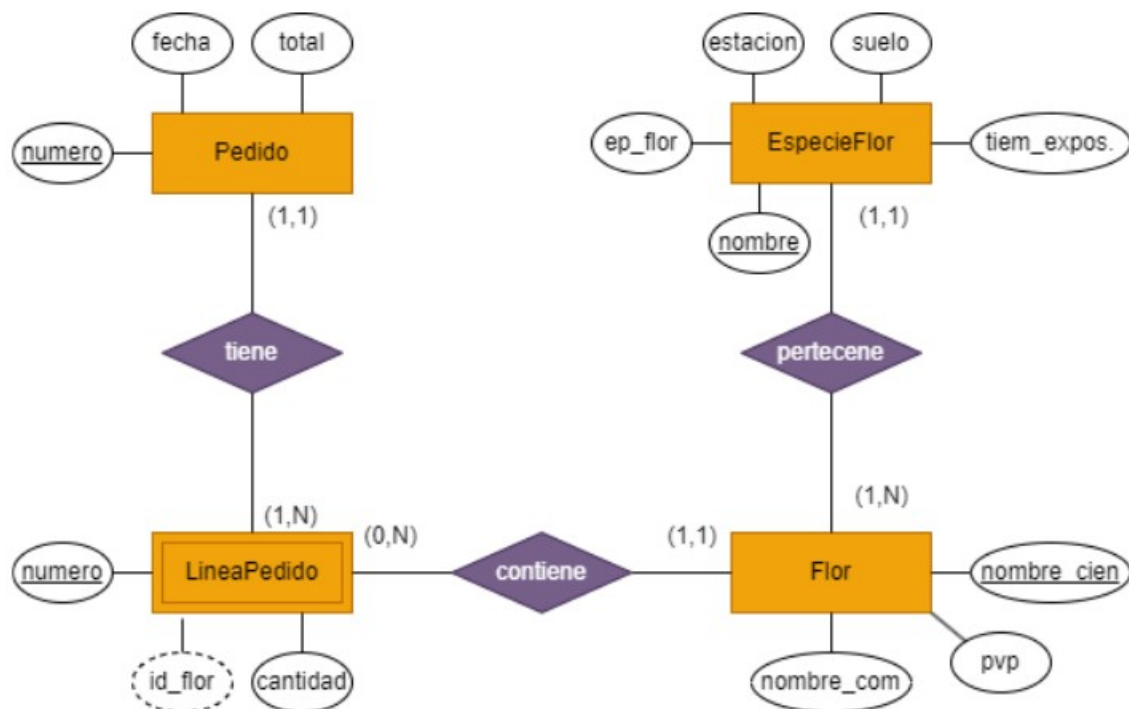 fecha
total
estacion
suelo
numero
Pedido
ep_flor
EspecieFlor
tiem_expos.
(1,1)
(1,1)
nombre
tiene
pertecene
(1,N)
(0,N)
(1,1)
(1,N)
numero
LineaPedido
contiene
Flor
nombre_cien
id_flor
cantidad
nombre_com
pvp